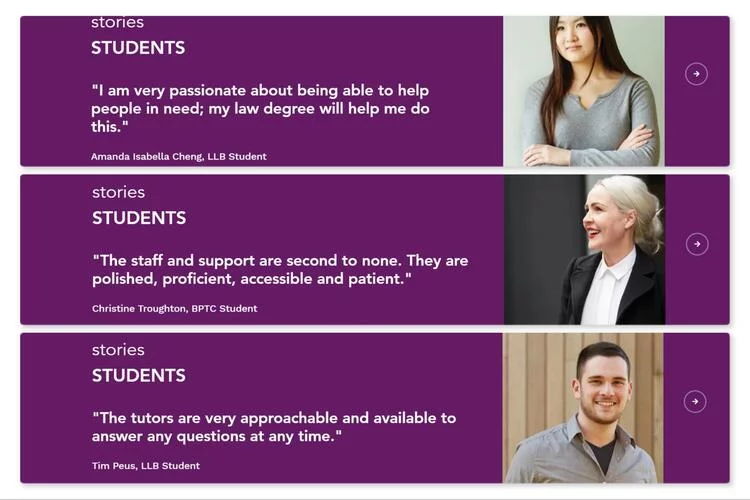 stories
STUDENTS
"I am very passionate about being able to help
people in need; my law degree will help me do
this."
Amanda Isabella Cheng, LLB Student
stories
STUDENTS
"The staff and support are second to none. They are
polished, proficient, accessible and patient."
Christine Troughton, BPTC Student
stories
STUDENTS
"The tutors are very approachable and available to
answer any questions at any time."
Tim Peus, LLB Student